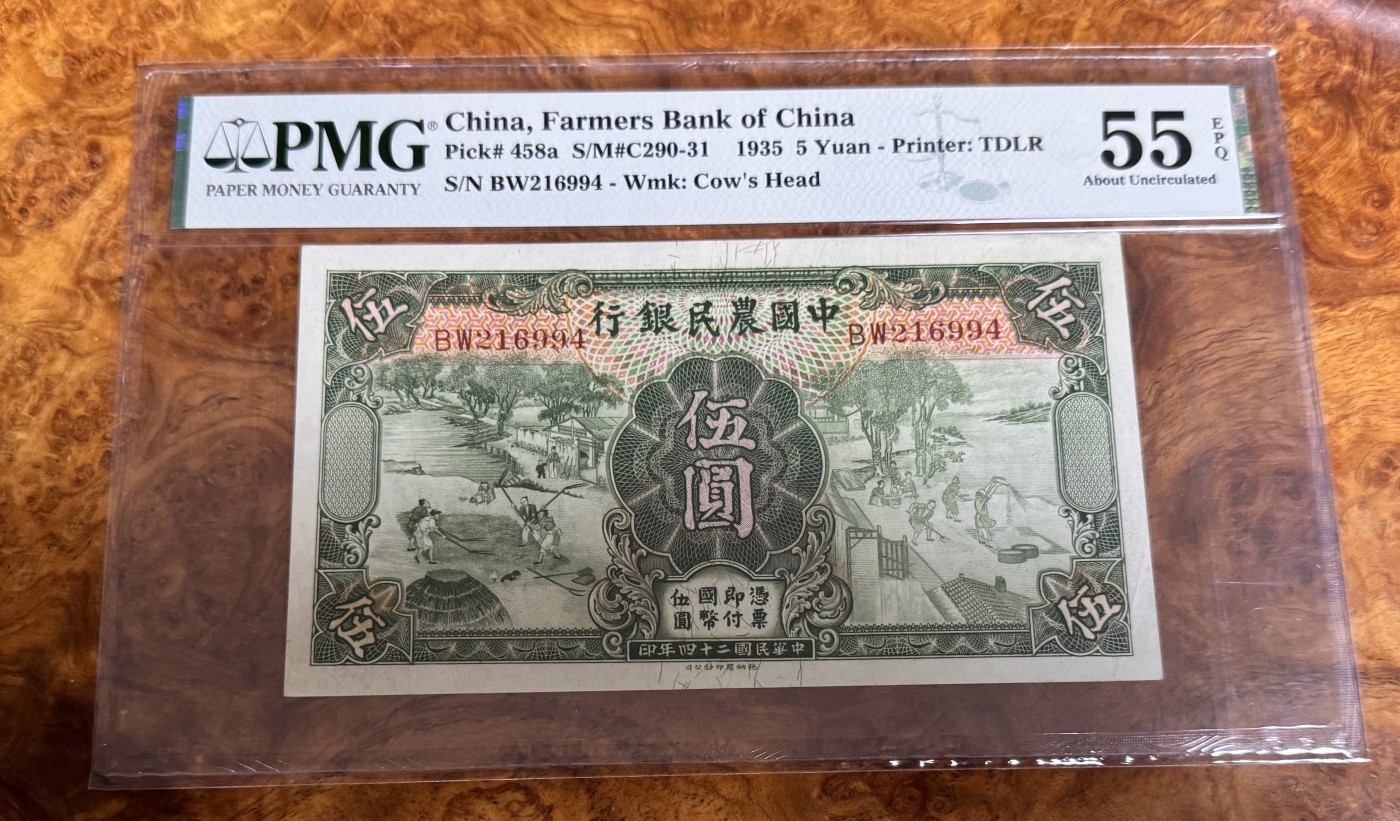 PMG®
PAPER MONEY GUARANTY
China, Farmers Bank of China
Pick# 458a S/M#C290-31 1935 5 Yuan - Printer: TDLR
S/N BW216994 - Wmk: Cow's Head
55
About Uncirculated
EPQ
伍
伍
行銀民農國中
BW216994
BW216994
伍圓
憑票
即付
國幣
伍圓
印年四十二國民華中
伍
伍